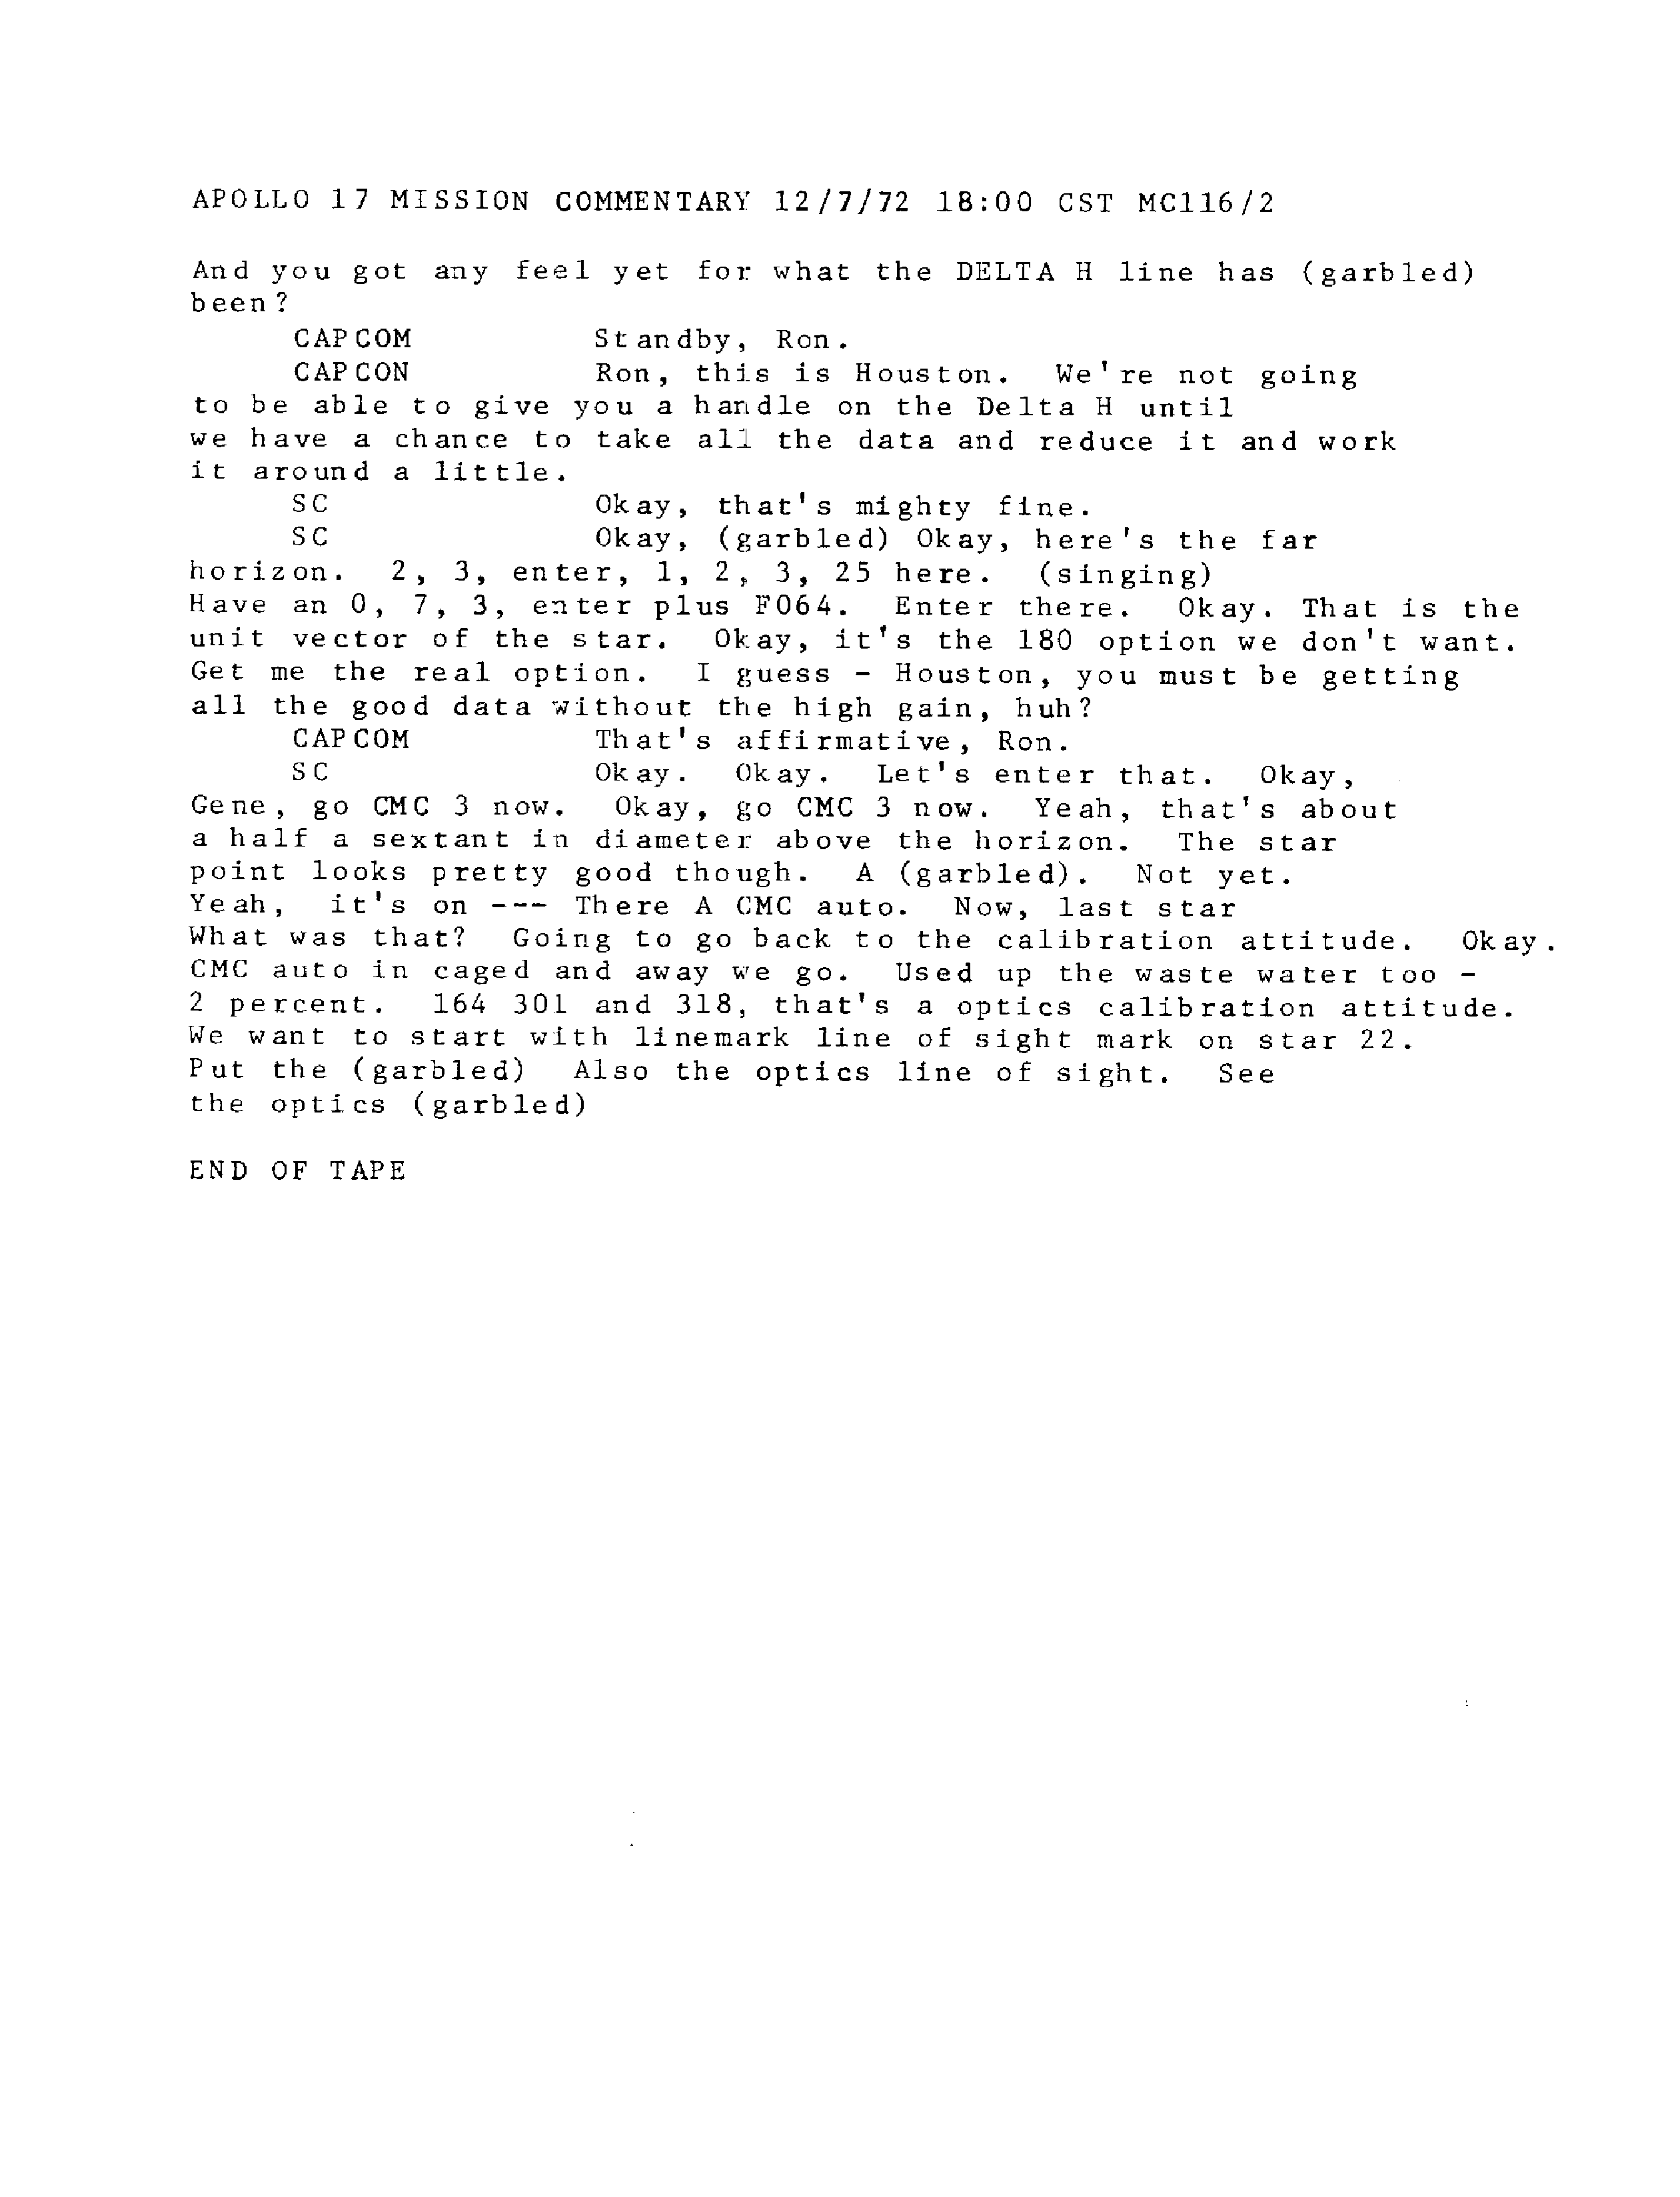 APOLLO 17 MISSION COMMENTARY 12/7/72 18:00 CST MC116/2
And you got any feel yet for what the DELTA H line has (garbled)
been?
CAPCOM Standby, Ron.
CAPCON Ron, this is Houston. We're not going
to be able to give you a handle on the Delta H until
we have a chance to take all the data and reduce it and work
it around a little.
SC Okay, that's mighty fine.
SC Okay, (garbled) Okay, here's the far
horizon. 2, 3, enter, 1, 2, 3, 25 here. (singing)
Have an 0, 7, 3, enter plus F064. Enter there. Okay. That is the
unit vector of the star. Okay, it's the 180 option we don't want.
Get me the real option. I guess - Houston, you must be getting
all the good data without the high gain, huh?
CAPCOM That's affirmative, Ron.
SC Okay. Okay. Let's enter that. Okay,
Gene, go CMC 3 now. Okay, go CMC 3 now. Yeah, that's about
a half a sextant in diameter above the horizon. The star
point looks pretty good though. A (garbled). Not yet.
Yeah, it's on --- There A CMC auto. Now, last star
What was that? Going to go back to the calibration attitude. Okay.
CMC auto in caged and away we go. Used up the waste water too -
2 percent. 164 301 and 318, that's a optics calibration attitude.
We want to start with linemark line of sight mark on star 22.
Put the (garbled) Also the optics line of sight. See
the optics (garbled)
END OF TAPE